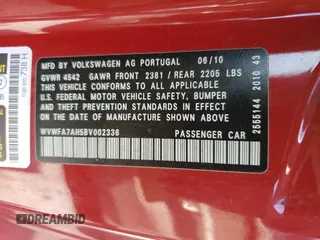 MFD BY VOLKSWAGEN AG PORTUGAL 06/10
GVWR 4542 GAWR FRONT 2381 / REAR 2205 LBS
THIS VEHICLE CONFORMS TO ALL APPLICABLE
U.S. FEDERAL MOTOR VEHICLE SAFETY,
BUMPER, AND THEFT PREVENTION STANDARDS
IN EFFECT ON THE DATE OF
MANUFACTURE SHOWN ABOVE.
WVWFA7AH5BV002336 PASSENGER CAR
2555144 2010 43
738 H
DREAMBID